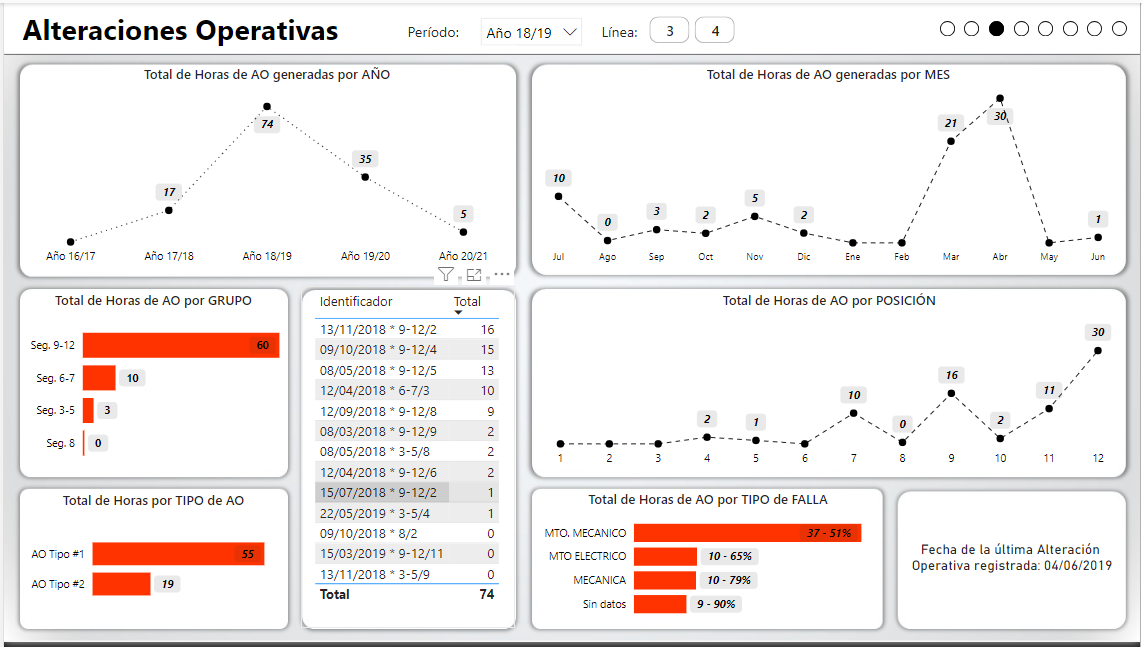 Alteraciones Operativas
Período:
Año 18/19
Línea:
3
4
Total de Horas de AO generadas por AÑO
74
35
17
5
Año 16/17
Año 17/18
Año 18/19
Año 19/20
Año 20/21
Total de Horas de AO generadas por MES
10
0
3
2
5
2
21
30
1
Jul
Ago
Sep
Oct
Nov
Dic
Ene
Feb
Mar
Abr
May
Jun
Total de Horas de AO por GRUPO
Seg. 9-12 60
Seg. 6-7 10
Seg. 3-5 3
Seg. 8 0
Identificador Total
13/11/2018 * 9-12/2 16
09/10/2018 * 9-12/4 15
08/05/2018 * 9-12/5 13
12/04/2018 * 6-7/3 10
12/09/2018 * 9-12/8 9
08/03/2018 * 9-12/9 2
08/05/2018 * 3-5/8 2
12/04/2018 * 9-12/6 2
15/07/2018 * 9-12/2 1
22/05/2019 * 3-5/4 1
09/10/2018 * 8/2 0
15/03/2019 * 9-12/11 0
13/11/2018 * 3-5/9 0
Total 74
Total de Horas de AO por POSICIÓN
2
1
10
0
16
2
11
30
1
2
3
4
5
6
7
8
9
10
11
12
Total de Horas por TIPO de AO
AO Tipo #1 55
AO Tipo #2 19
Total de Horas de AO por TIPO de FALLA
MTO. MECANICO 37 - 51%
MTO ELECTRICO 10 - 65%
MECANICA 10 - 79%
Sin datos 9 - 90%
Fecha de la última Alteración
Operativa registrada: 04/06/2019